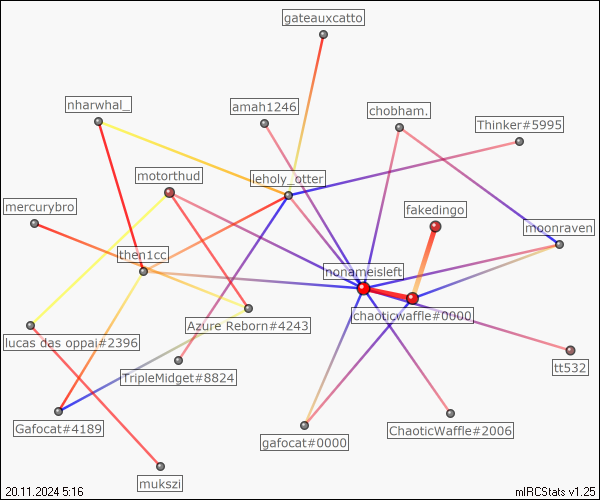 gateauxcatto
nharwhal_
amah1246
chobham.
Thinker#5995
motorthud
leholy_otter
mercurybro
fakedingo
moonraven
then1cc
nonameisleft
chaoticwaffle#0000
Azure Reborn#4243
lucas das oppai#2396
tt532
TripleMidget#8824
Gafocat#4189
gafocat#0000
ChaoticWaffle#2006
mukszi
20.11.2024 5:16
mIRCStats v1.25